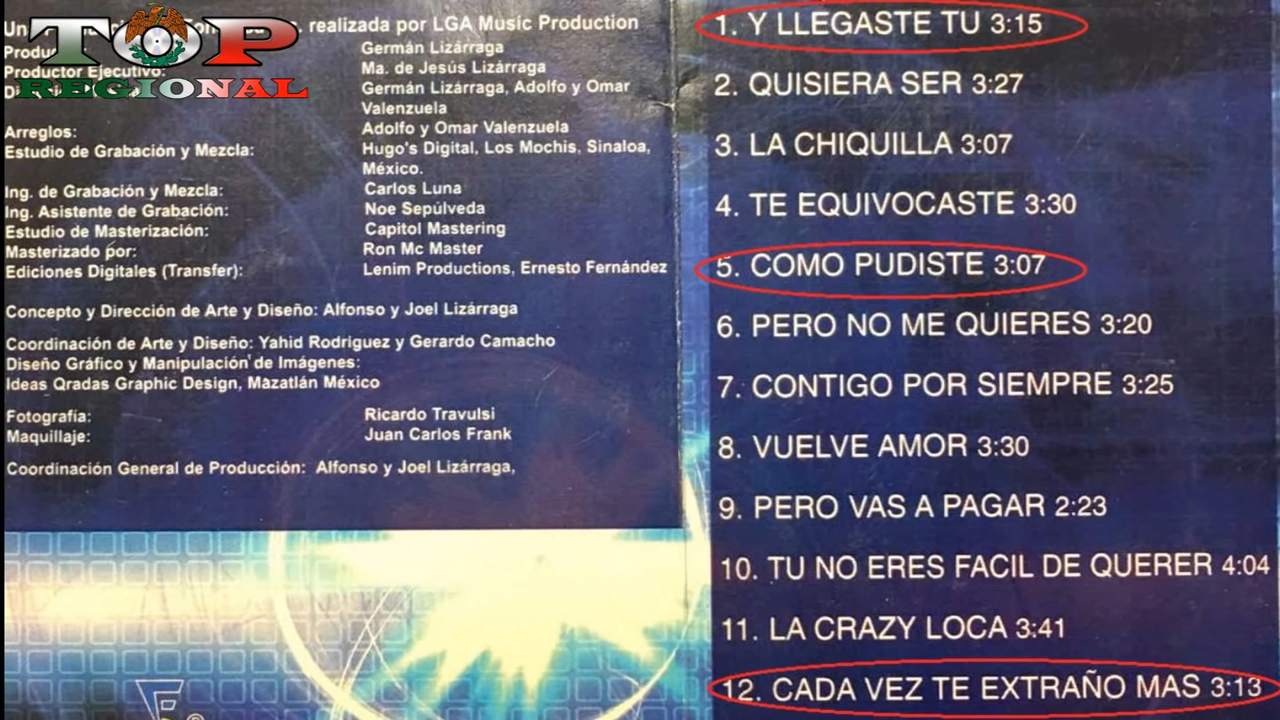 TOP
REGIONAL
realizada por LGA Music Production
Germán Lizárraga
Productor Ejecutivo: Ma. de Jesús Lizárraga
Germán Lizárraga, Adolfo y Omar
Valenzuela
Arreglos: Adolfo y Omar Valenzuela
Estudio de Grabación y Mezcla: Hugo's Digital, Los Mochis, Sinaloa,
México.
Ing. de Grabación y Mezcla: Carlos Luna
Ing. Asistente de Grabación: Noe Sepúlveda
Estudio de Masterización: Capitol Mastering
Masterizado por: Ron Mc Master
Ediciones Digitales (Transfer): Lenim Productions, Ernesto Fernández
Concepto y Dirección de Arte y Diseño: Alfonso y Joel Lizárraga
Coordinación de Arte y Diseño: Yahid Rodriguez y Gerardo Camacho
Diseño Gráfico y Manipulación de Imágenes:
Ideas Qradas Graphic Design, Mazatlán México
Fotografía: Ricardo Travulsi
Maquillaje: Juan Carlos Frank
Coordinación General de Producción: Alfonso y Joel Lizárraga,
1. Y LLEGASTE TU 3:15
2. QUISIERA SER 3:27
3. LA CHIQUILLA 3:07
4. TE EQUIVOCASTE 3:30
5. COMO PUDISTE 3:07
6. PERO NO ME QUIERES 3:20
7. CONTIGO POR SIEMPRE 3:25
8. VUELVE AMOR 3:30
9. PERO VAS A PAGAR 2:23
10. TU NO ERES FACIL DE QUERER 4:04
11. LA CRAZY LOCA 3:41
12. CADA VEZ TE EXTRAÑO MAS 3:13